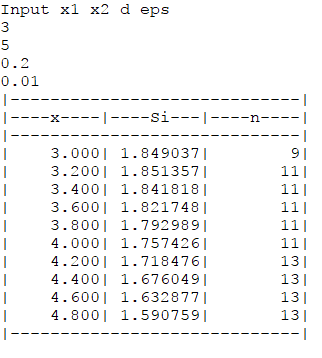 Input x1 x2 d eps
3
5
0.2
0.01
|-----------------------------|
|----x----|----Si---|----n----|
|-----------------------------|
|    3.000| 1.849037|        9|
|    3.200| 1.851357|       11|
|    3.400| 1.841818|       11|
|    3.600| 1.821748|       11|
|    3.800| 1.792989|       11|
|    4.000| 1.757426|       11|
|    4.200| 1.718476|       13|
|    4.400| 1.676049|       13|
|    4.600| 1.632877|       13|
|    4.800| 1.590759|       13|
|-----------------------------|